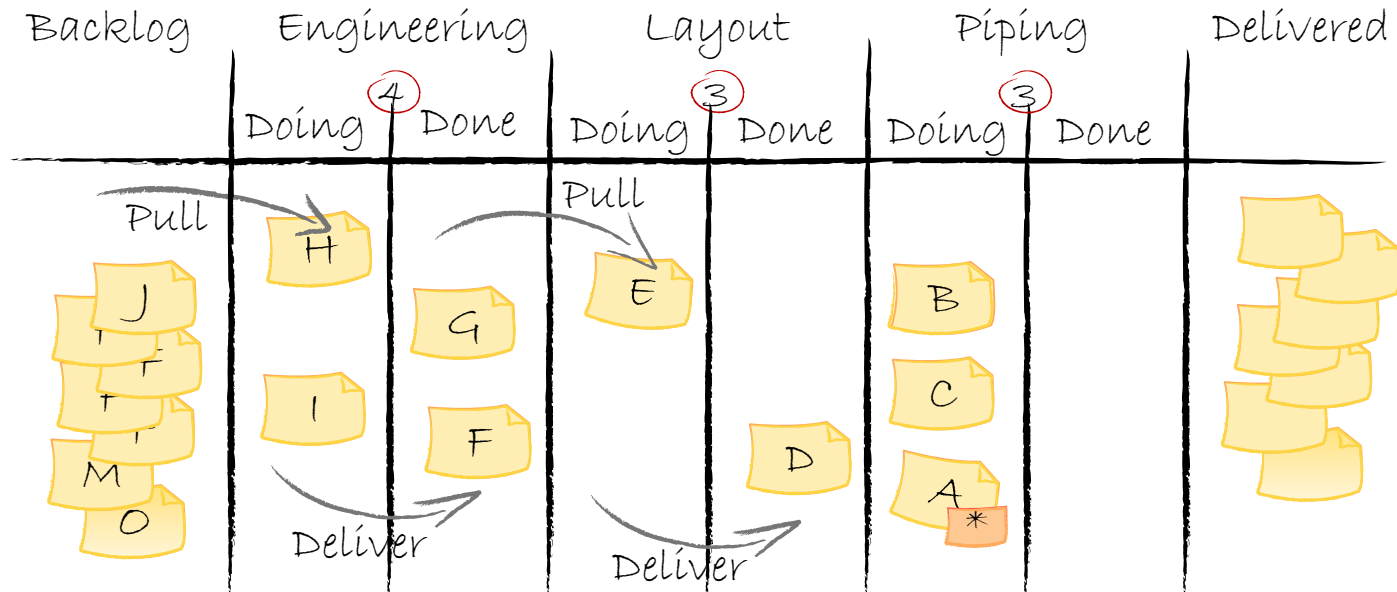 Backlog Engineering Layout Piping Delivered
4 3 3
Doing Done Doing Done Doing Done
Pull
Pull
H
E
J
B
G
F
C
I
F
D
M
A
*
O
Deliver
Deliver